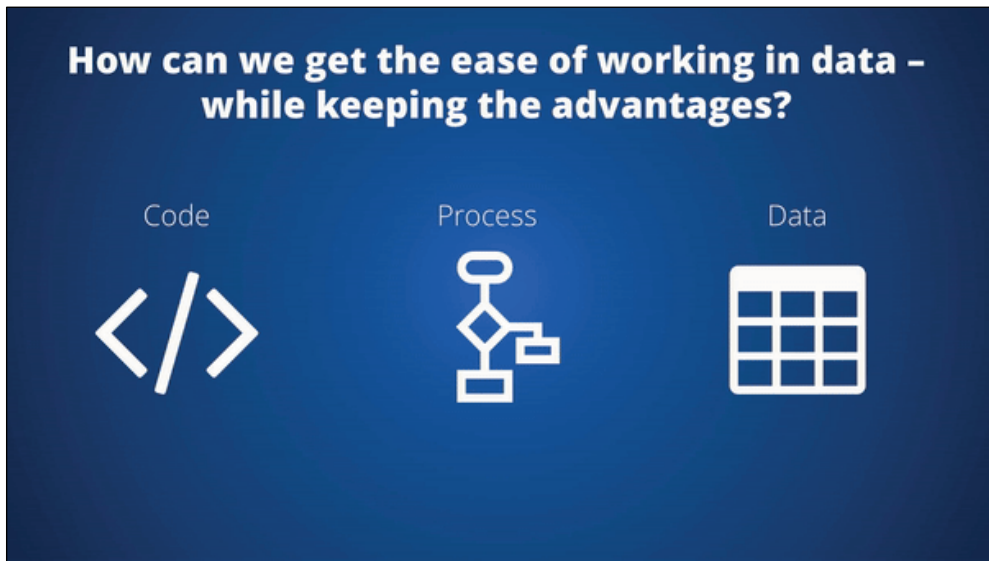 How can we get the ease of working in data –
while keeping the advantages?
Code
Process
Data